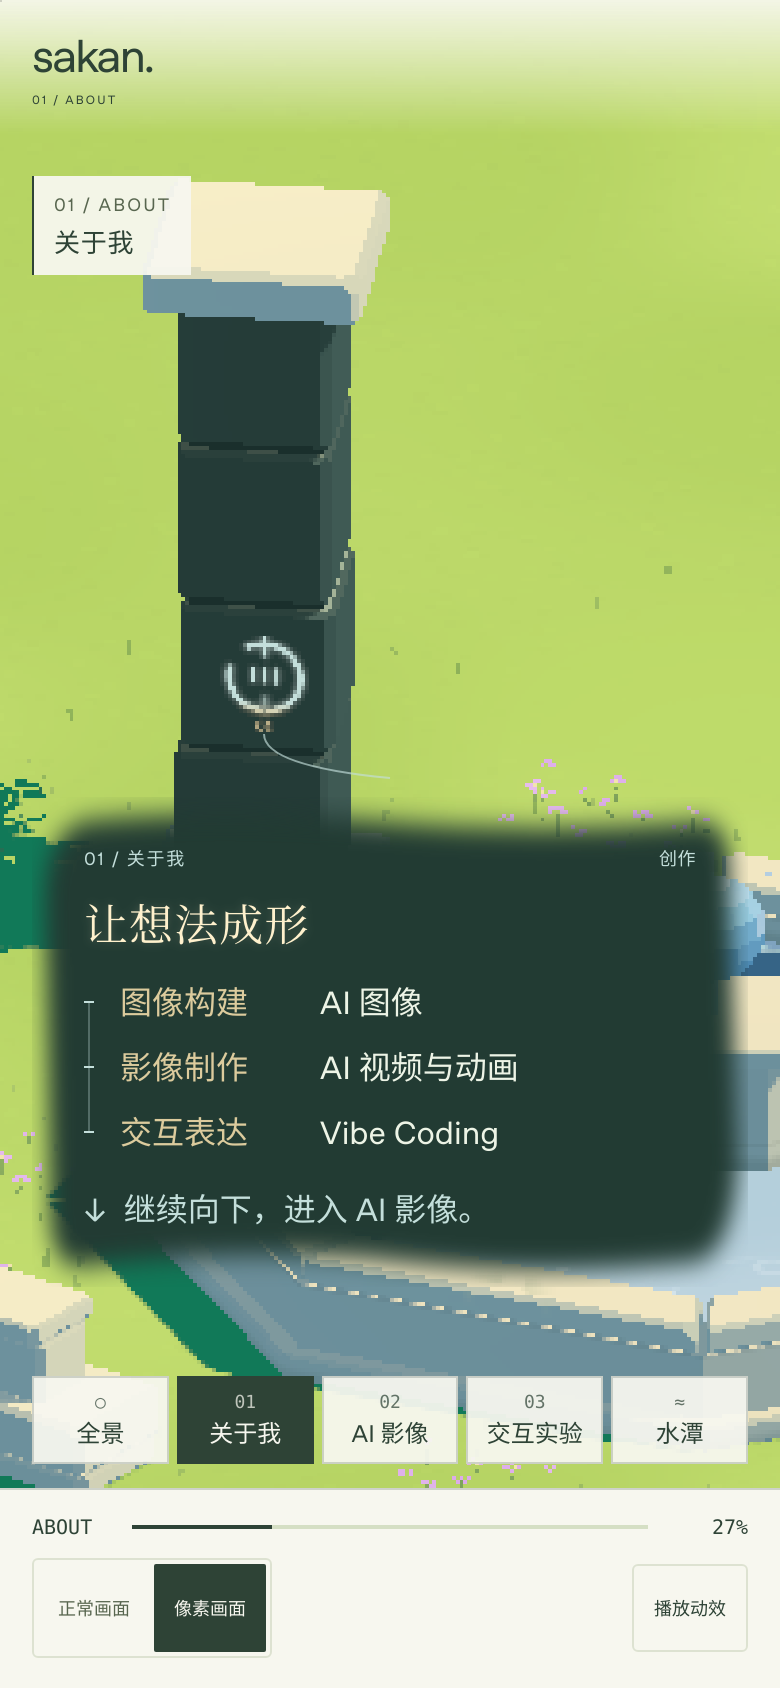 sakan.
01 / ABOUT
01 / ABOUT
关于我
01 / 关于我 创作
让想法成形
图像构建 AI 图像
影像制作 AI 视频与动画
交互表达 Vibe Coding
↓ 继续向下，进入 AI 影像。
○ 01 02 03 ≈
全景 关于我 AI 影像 交互实验 水潭
ABOUT 27%
正常画面 像素画面 播放动效